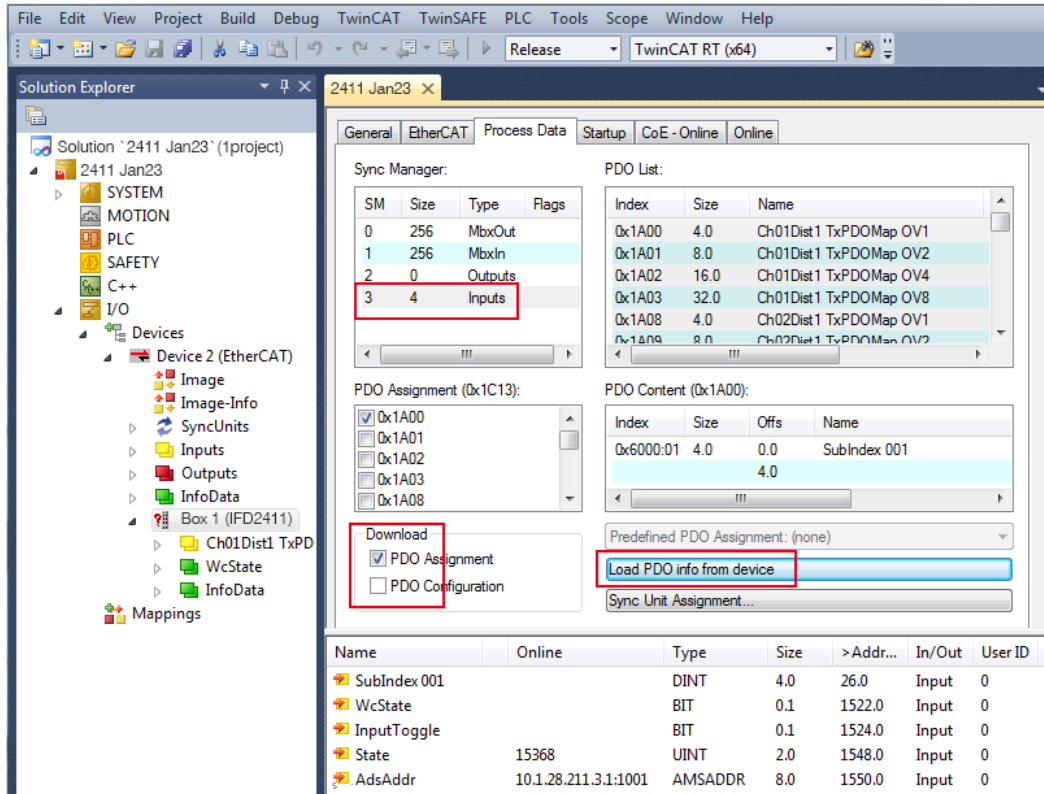 File Edit View Project Build Debug TwinCAT TwinSAFE PLC Tools Scope Window Help
Release TwinCAT RT (x64)
Solution Explorer
Solution `2411 Jan23`(1project)
2411 Jan23
SYSTEM
MOTION
PLC
SAFETY
C++
I/O
Devices
Device 2 (EtherCAT)
Image
Image-Info
SyncUnits
Inputs
Outputs
InfoData
Box 1 (IFD2411)
Ch01Dist1 TxPD
WcState
InfoData
Mappings
2411 Jan23
General EtherCAT Process Data Startup CoE - Online Online
Sync Manager:
SM Size Type Flags
0 256 MbxOut
1 256 MbxIn
2 0 Outputs
3 4 Inputs
PDO List:
Index Size Name
0x1A00 4.0 Ch01Dist1 TxPDOMap OV1
0x1A01 8.0 Ch01Dist1 TxPDOMap OV2
0x1A02 16.0 Ch01Dist1 TxPDOMap OV4
0x1A03 32.0 Ch01Dist1 TxPDOMap OV8
0x1A08 4.0 Ch02Dist1 TxPDOMap OV1
0x1A09 8.0 Ch02Dist1 TxPDOMap OV2
PDO Assignment (0x1C13):
0x1A00
0x1A01
0x1A02
0x1A03
0x1A08
PDO Content (0x1A00):
Index Size Offs Name
0x6000:01 4.0 0.0 SubIndex 001
4.0
Download
PDO Assignment
PDO Configuration
Predefined PDO Assignment: (none)
Load PDO info from device
Sync Unit Assignment...
Name Online Type Size >Addr... In/Out User ID
SubIndex 001 DINT 4.0 26.0 Input 0
WcState BIT 0.1 1522.0 Input 0
InputToggle BIT 0.1 1524.0 Input 0
State 15368 UINT 2.0 1548.0 Input 0
AdsAddr 10.1.28.211.3.1:1001 AMSADDR 8.0 1550.0 Input 0